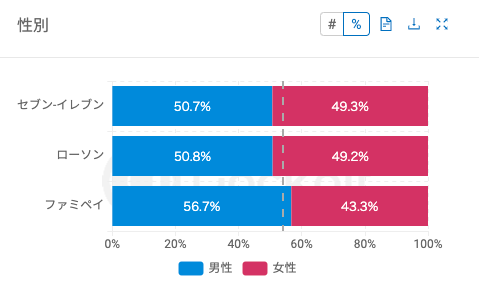 性別
# %
セブン-イレブン 50.7% 49.3%
ローソン 50.8% 49.2%
ファミペイ 56.7% 43.3%
0% 20% 40% 60% 80% 100%
男性 女性